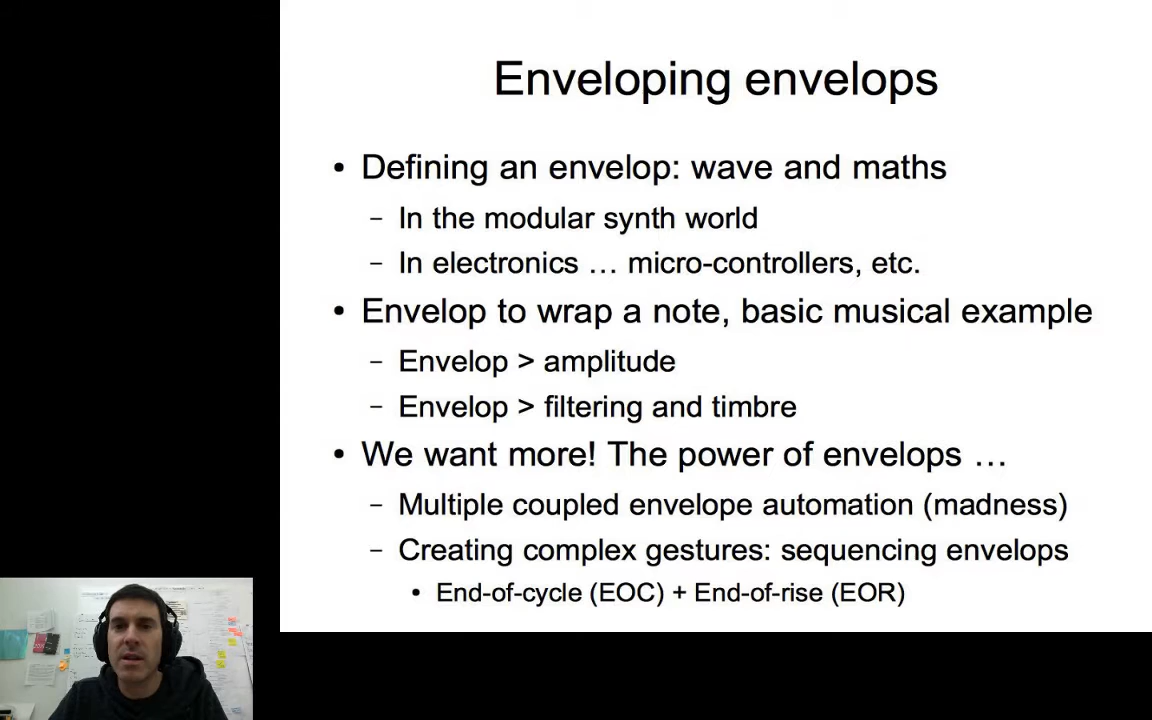 Enveloping envelops
• Defining an envelop: wave and maths
– In the modular synth world
– In electronics … micro-controllers, etc.
• Envelop to wrap a note, basic musical example
– Envelop > amplitude
– Envelop > filtering and timbre
• We want more! The power of envelops …
– Multiple coupled envelope automation (madness)
– Creating complex gestures: sequencing envelops
• End-of-cycle (EOC) + End-of-rise (EOR)